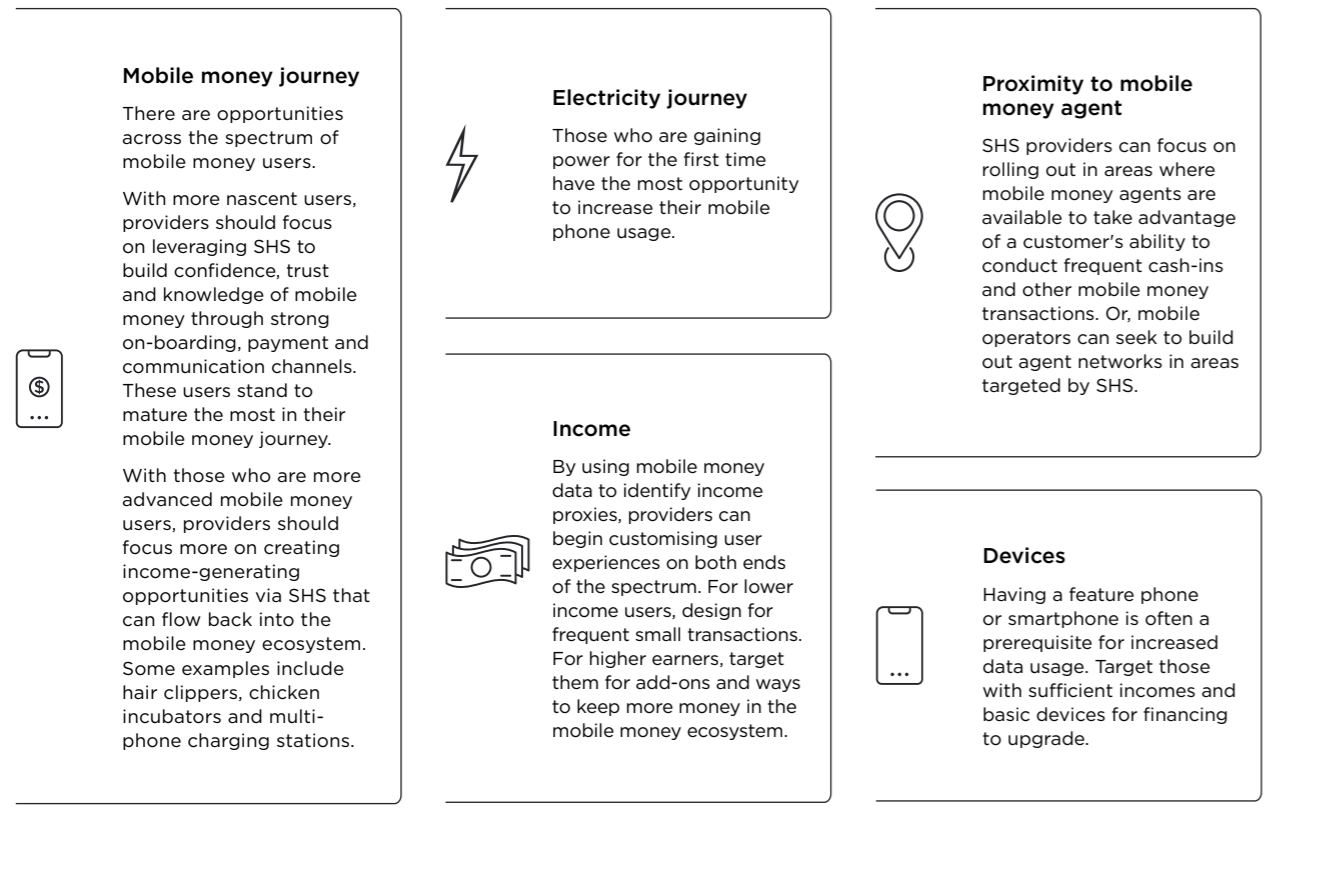 Mobile money journey
There are opportunities
across the spectrum of
mobile money users.
With more nascent users,
providers should focus
on leveraging SHS to
build confidence, trust
and knowledge of mobile
money through strong
on-boarding, payment and
communication channels.
These users stand to
mature the most in their
mobile money journey.
With those who are more
advanced mobile money
users, providers should
focus more on creating
income-generating
opportunities via SHS that
can flow back into the
mobile money ecosystem.
Some examples include
hair clippers, chicken
incubators and multi-
phone charging stations.
Electricity journey
Those who are gaining
power for the first time
have the most opportunity
to increase their mobile
phone usage.
Income
By using mobile money
data to identify income
proxies, providers can
begin customising user
experiences on both ends
of the spectrum. For lower
income users, design for
frequent small transactions.
For higher earners, target
them for add-ons and ways
to keep more money in the
mobile money ecosystem.
Proximity to mobile
money agent
SHS providers can focus on
rolling out in areas where
mobile money agents are
available to take advantage
of a customer's ability to
conduct frequent cash-ins
and other mobile money
transactions. Or, mobile
operators can seek to build
out agent networks in areas
targeted by SHS.
Devices
Having a feature phone
or smartphone is often a
prerequisite for increased
data usage. Target those
with sufficient incomes and
basic devices for financing
to upgrade.